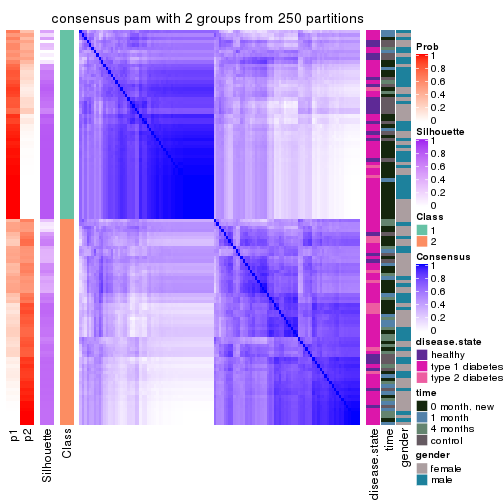 consensus pam with 2 groups from 250 partitions
Prob
1
0.8
0.6
0.4
0.2
0
Silhouette
1
0.8
0.6
0.4
0.2
0
Class
1
2
Consensus
1
0.8
0.6
0.4
0.2
0
disease.state
healthy
type 1 diabetes
type 2 diabetes
time
0 month, new
1 month
4 months
control
gender
female
male
p1
p2
Silhouette
Class
disease.state
time
gender